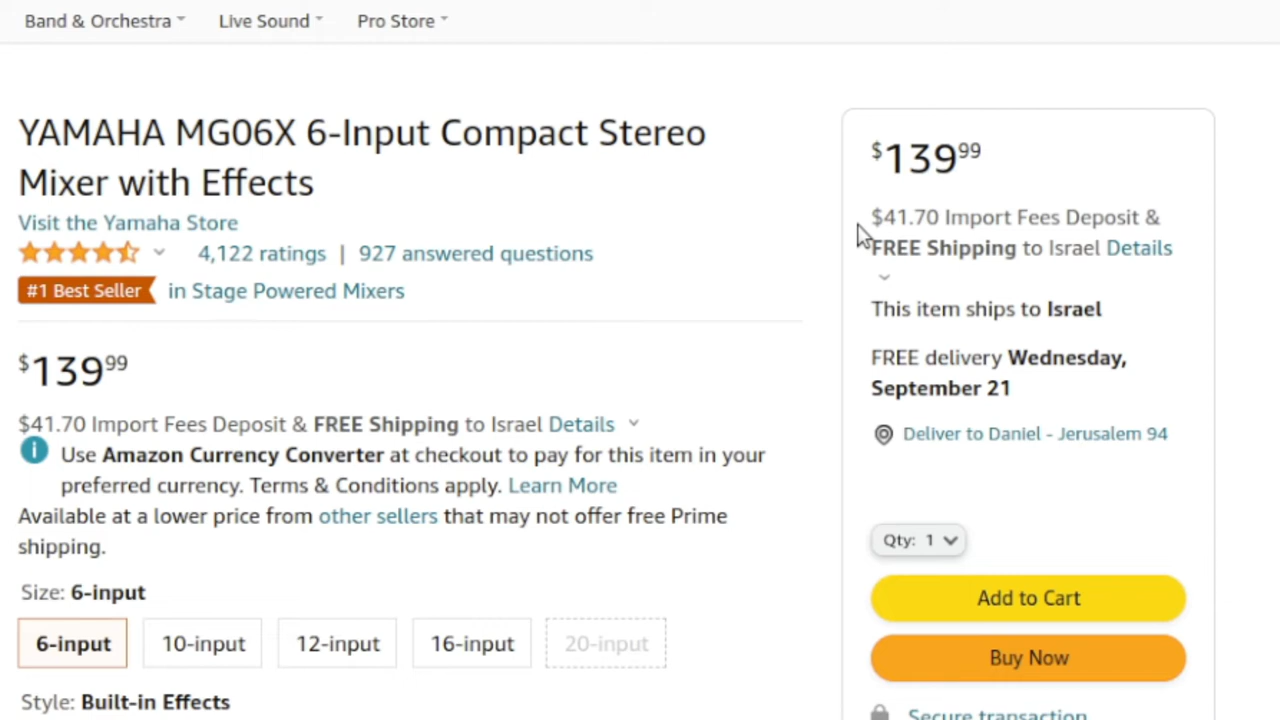 Band & Orchestra Live Sound Pro Store
YAMAHA MG06X 6-Input Compact Stereo
Mixer with Effects
Visit the Yamaha Store
4,122 ratings | 927 answered questions
#1 Best Seller in Stage Powered Mixers
$13999
$41.70 Import Fees Deposit & FREE Shipping to Israel Details
i Use Amazon Currency Converter at checkout to pay for this item in your
preferred currency. Terms & Conditions apply. Learn More
Available at a lower price from other sellers that may not offer free Prime
shipping.
Size: 6-input
6-input 10-input 12-input 16-input 20-input
Style: Built-in Effects
$13999
$41.70 Import Fees Deposit &
FREE Shipping to Israel Details
This item ships to Israel
FREE delivery Wednesday,
September 21
Deliver to Daniel - Jerusalem 94
Qty: 1
Add to Cart
Buy Now
Secure transaction